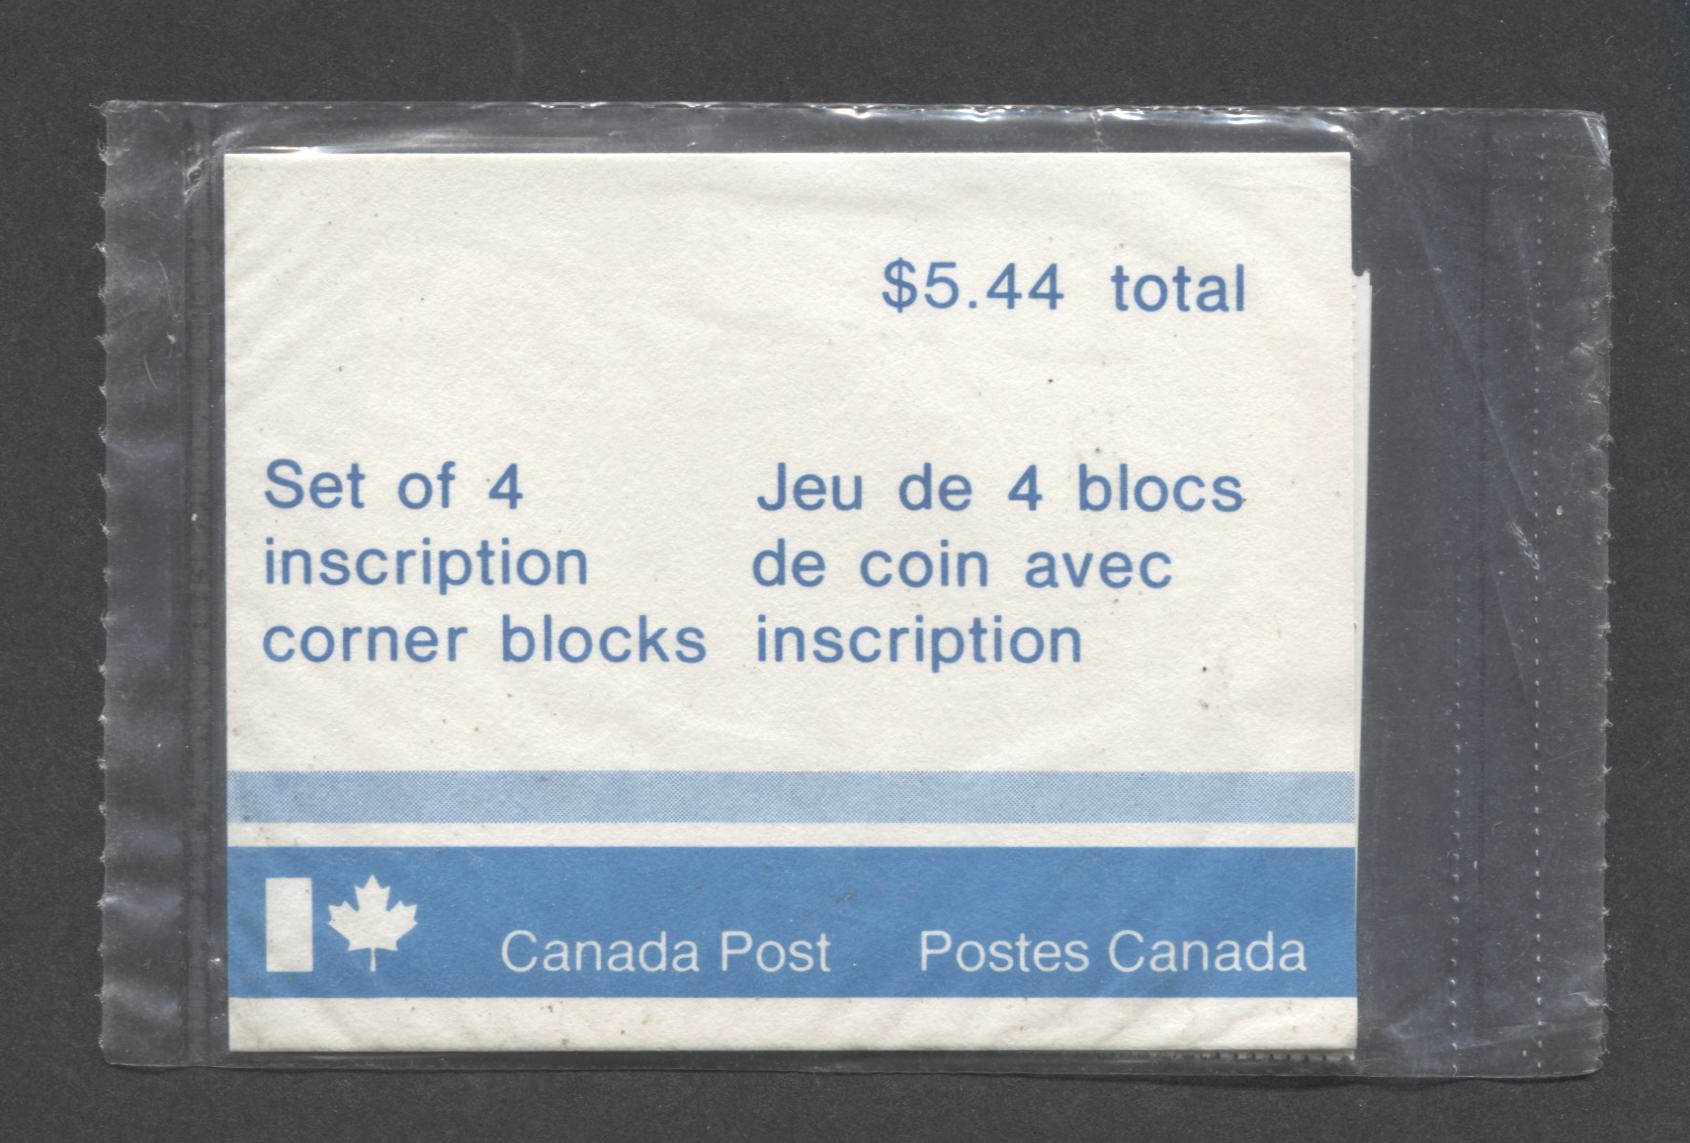 $5.44 total
Set of 4
inscription
corner blocks
Jeu de 4 blocs
de coin avec
inscription
Canada Post
Postes Canada